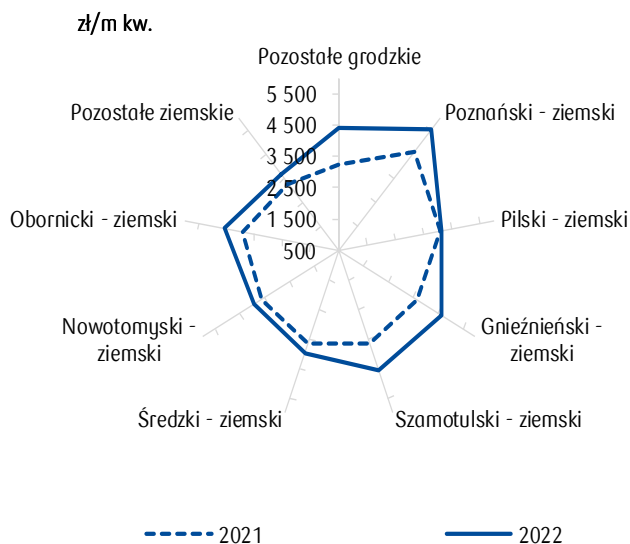 zł/m kw.
Pozostałe grodzkie
5 500
Pozostałe ziemskie
4 500
Poznański - ziemski
3 500
2 500
Obornicki - ziemski
1 500
Pilski - ziemski
500
Nowotomyski -
ziemski
Gnieźnieński -
ziemski
Średzki - ziemski
Szamotulski - ziemski
2021
2022